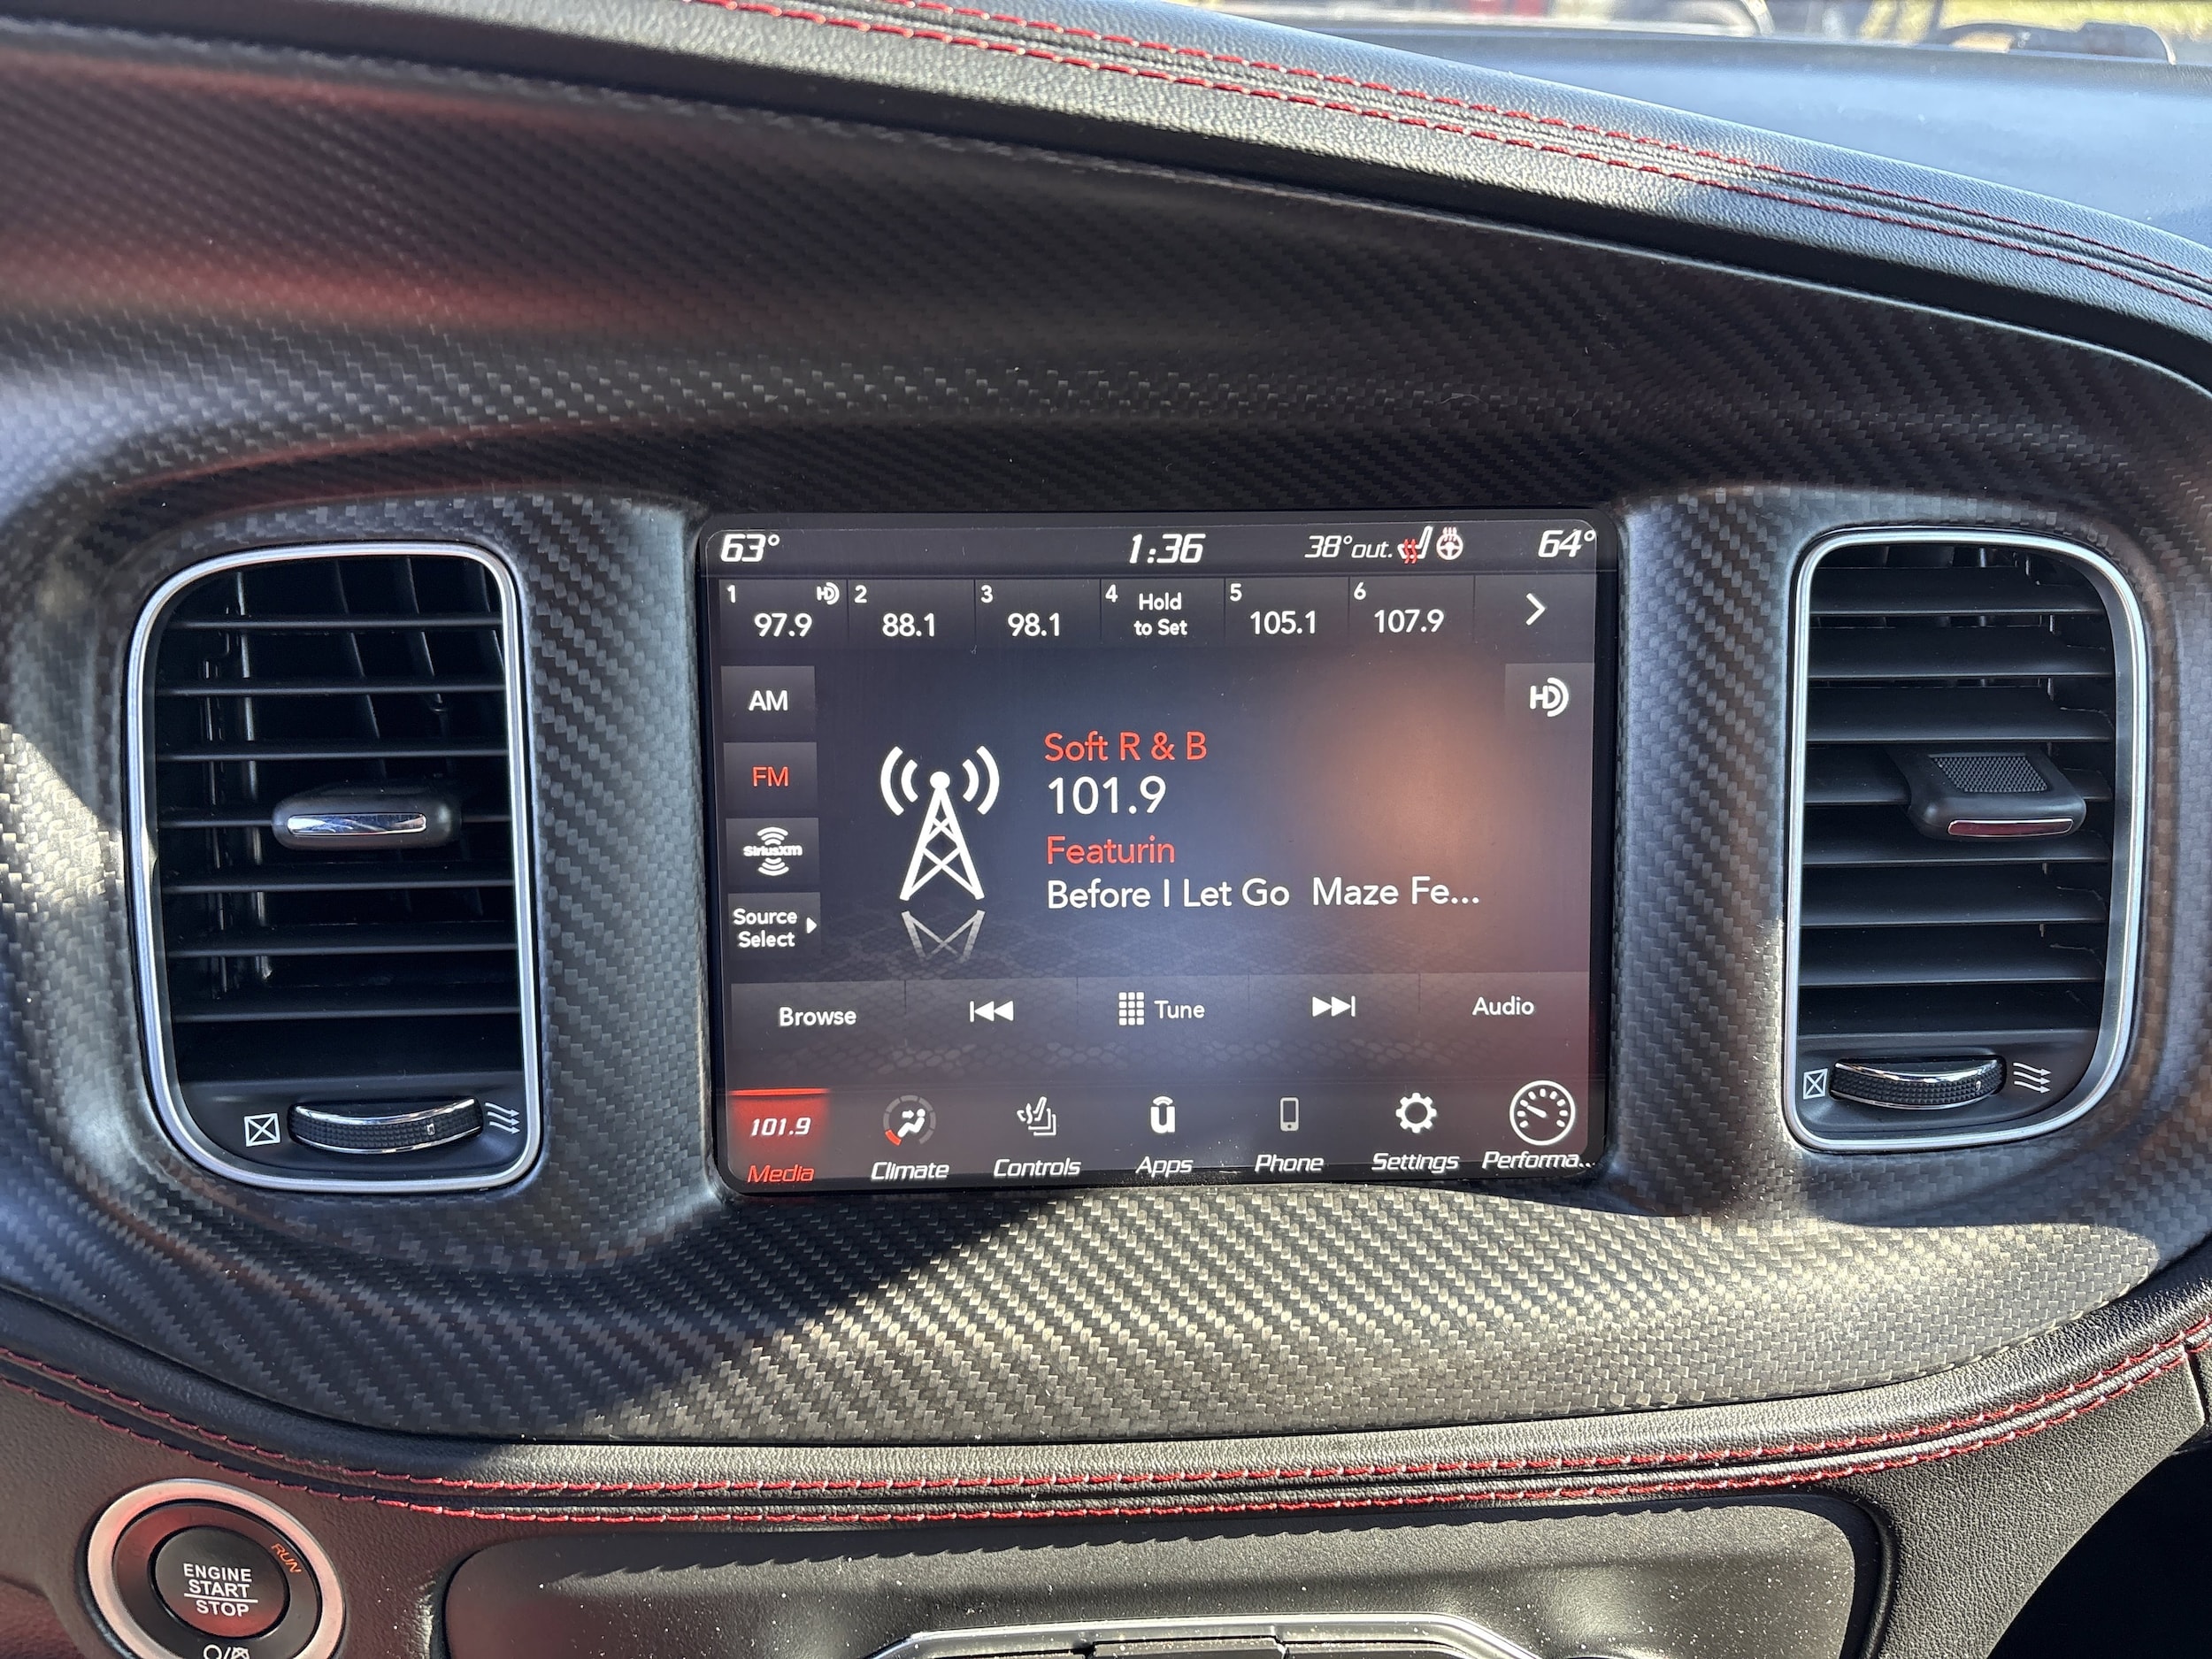 63° 1:36 38°out. 64°
1 HD 2 3 4 Hold 5 6
97.9 88.1 98.1 to Set 105.1 107.9
AM HD
Soft R & B
FM 101.9
SiriusXM Featurin
Before I Let Go Maze Fe...
Source
Select
Browse Tune Audio
101.9
Media Climate Controls Apps Phone Settings Performa...
RUN
ENGINE
START
STOP